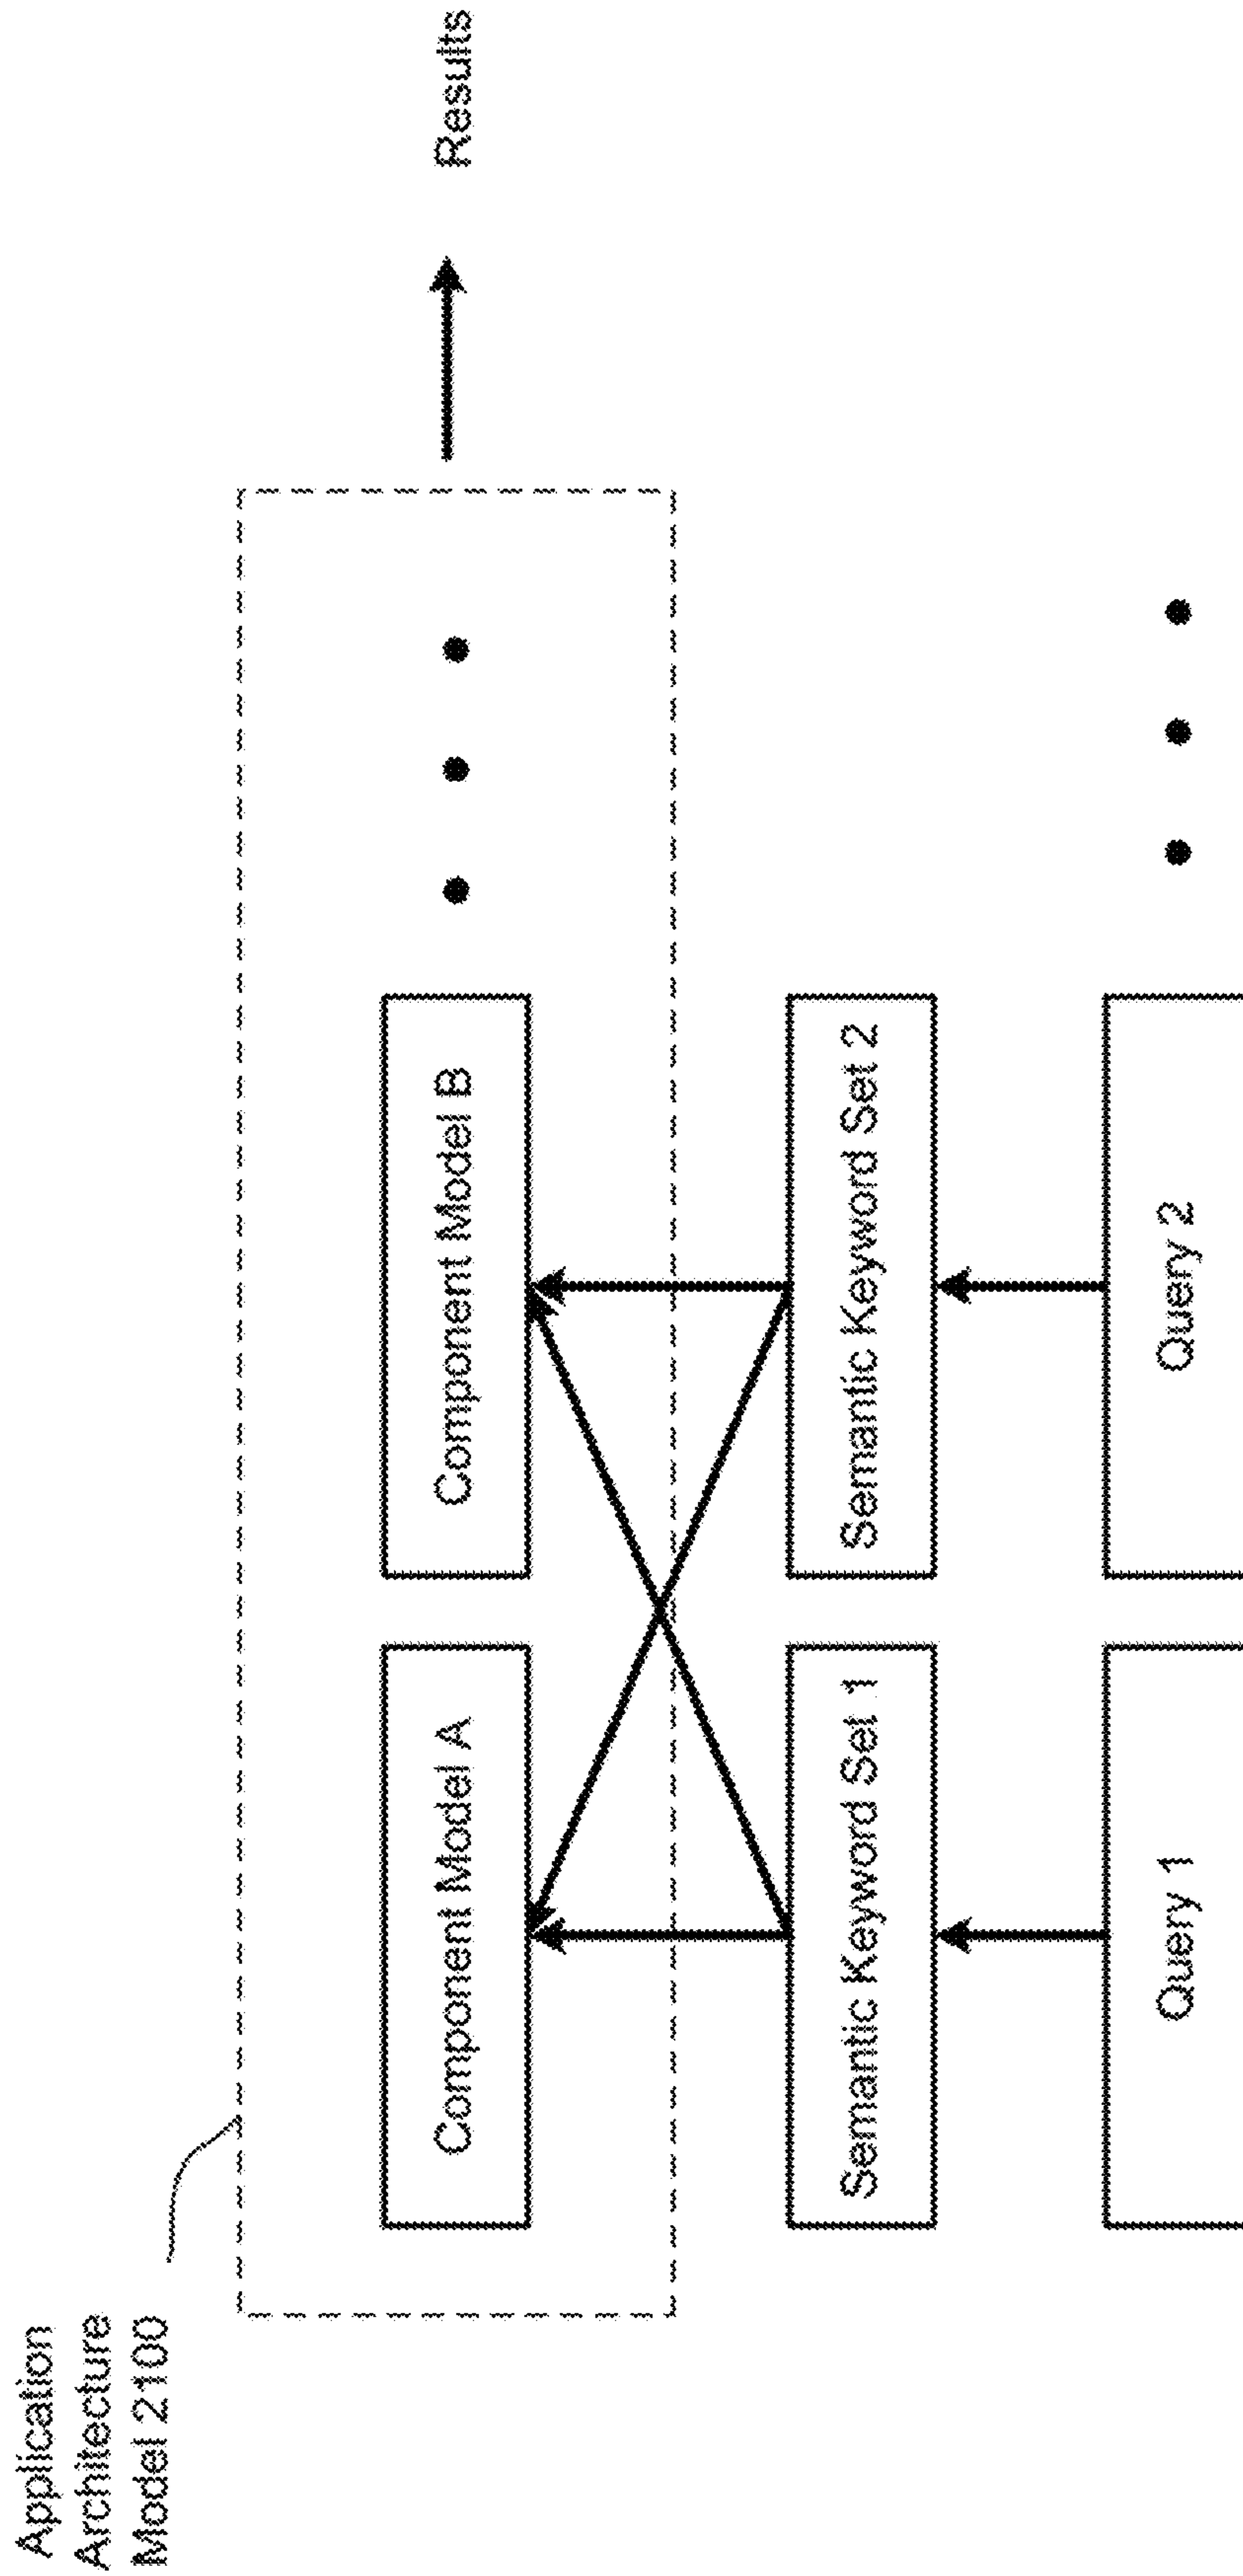 Application
Architecture
Model 2100
Component Model A
Component Model B
Results
Semantic Keyword Set 1
Semantic Keyword Set 2
Query 1
Query 2